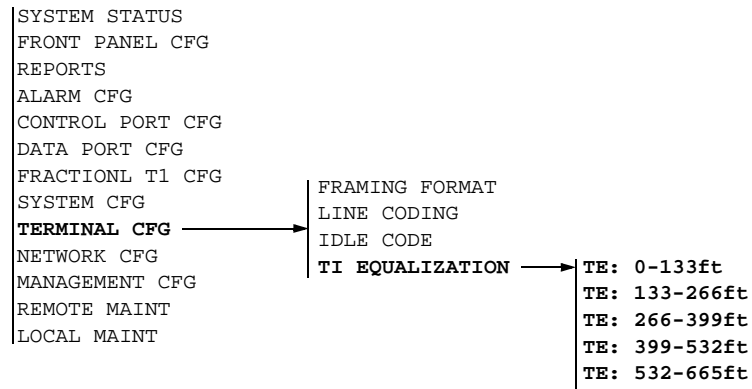 SYSTEM STATUS
FRONT PANEL CFG
REPORTS
ALARM CFG
CONTROL PORT CFG
DATA PORT CFG
FRACTIONL T1 CFG
SYSTEM CFG
TERMINAL CFG
NETWORK CFG
MANAGEMENT CFG
REMOTE MAINT
LOCAL MAINT
FRAMING FORMAT
LINE CODING
IDLE CODE
TI EQUALIZATION
TE: 0-133ft
TE: 133-266ft
TE: 266-399ft
TE: 399-532ft
TE: 532-665ft